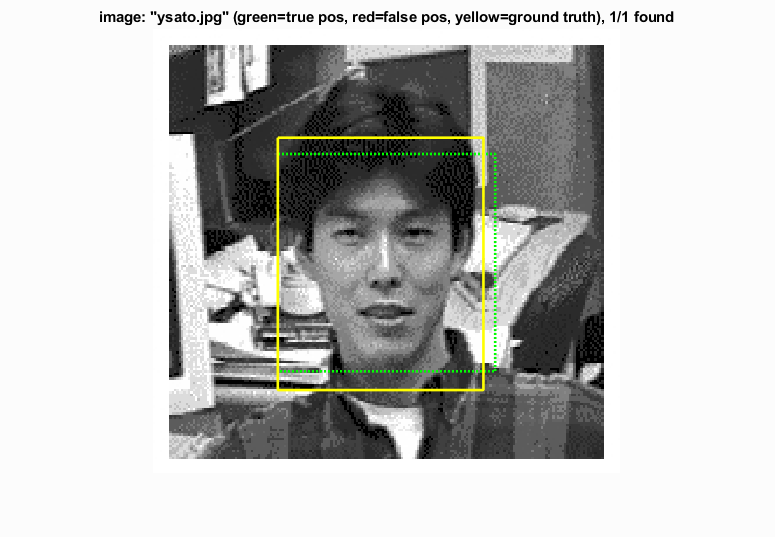 image: "ysato.jpg" (green=true pos, red=false pos, yellow=ground truth), 1/1 found